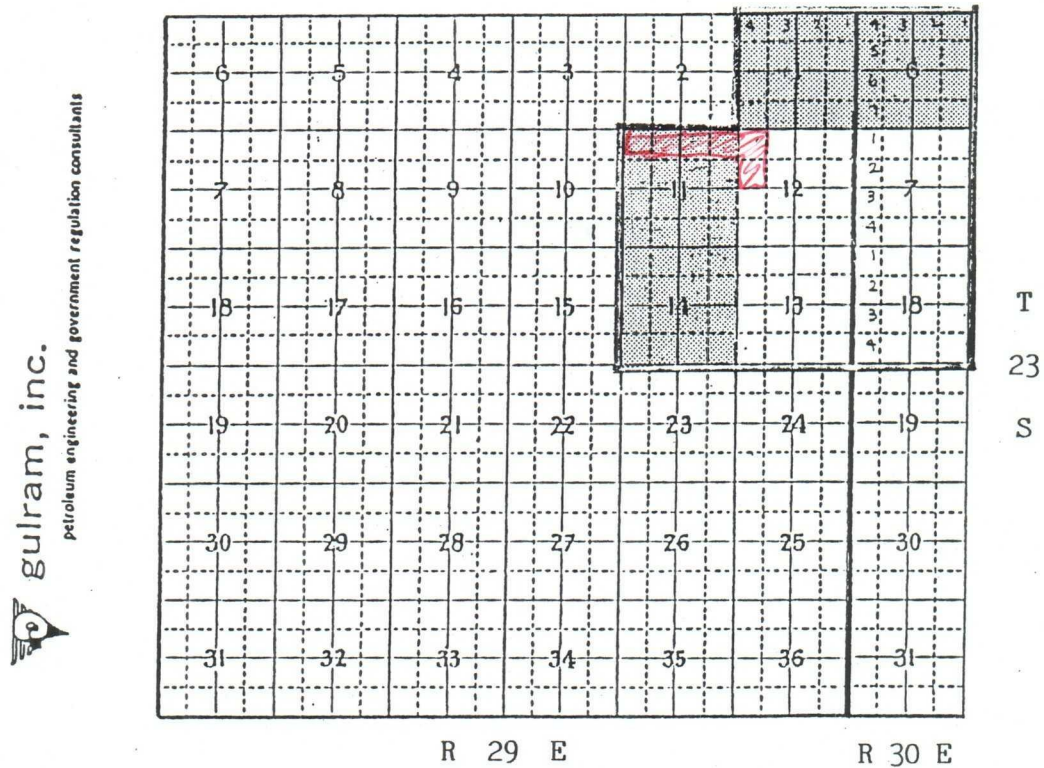 gulram, inc.
petroleum engineering and government regulation consultants
4 3 2 1 4 3 2
5
6 5 4 3 2 1 6
6
7
1
2
7 8 9 10 11 12 3 7
4
1
2
18 17 16 15 14 13 3 18
4
19 20 21 22 23 24 19
30 29 28 27 26 25 30
31 32 33 34 35 36 31
T
23
S
R 29 E
R 30 E